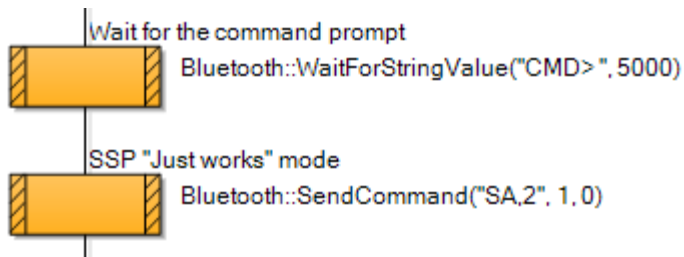 Wait for the command prompt
Bluetooth::WaitForStringValue("CMD> ", 5000)
SSP "Just works" mode
Bluetooth::SendCommand("SA,2", 1, 0)